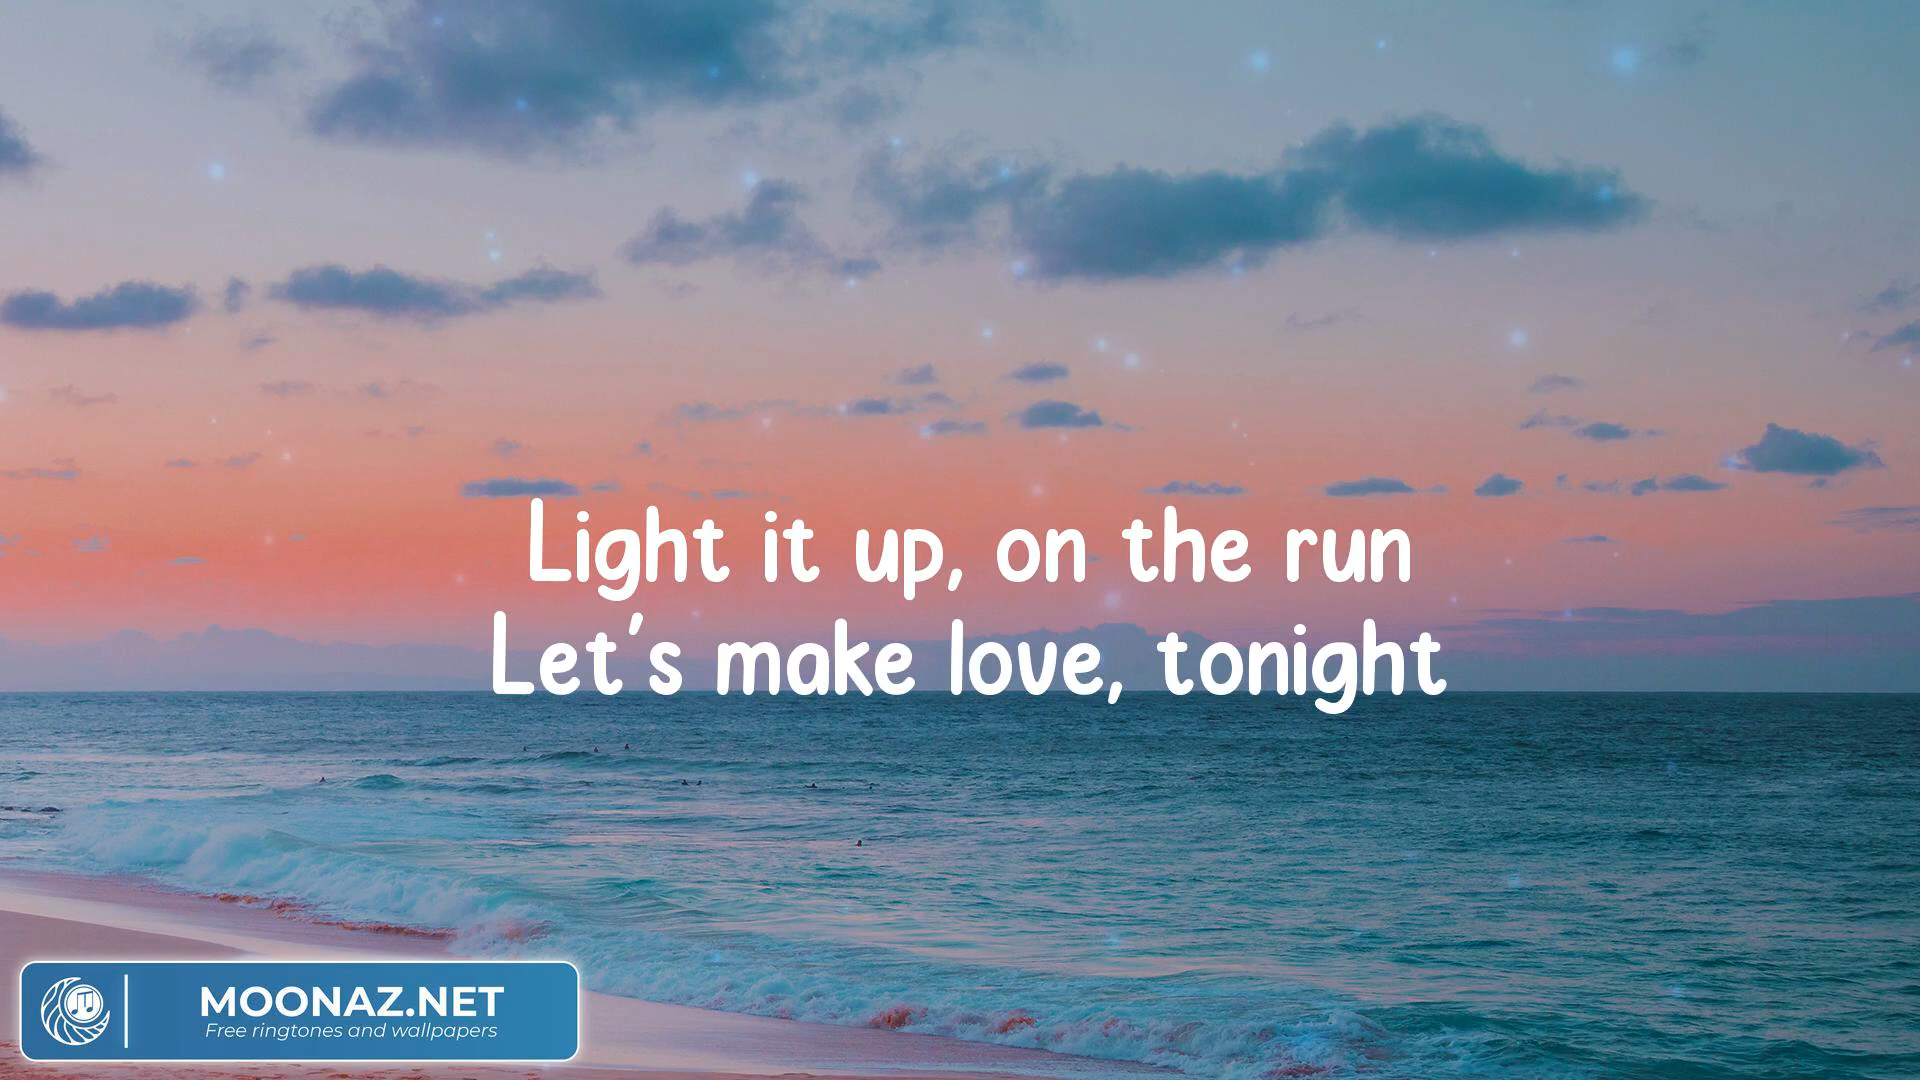 Light it up, on the run
Let's make love, tonight
MOONAZ.NET
Free ringtones and wallpapers